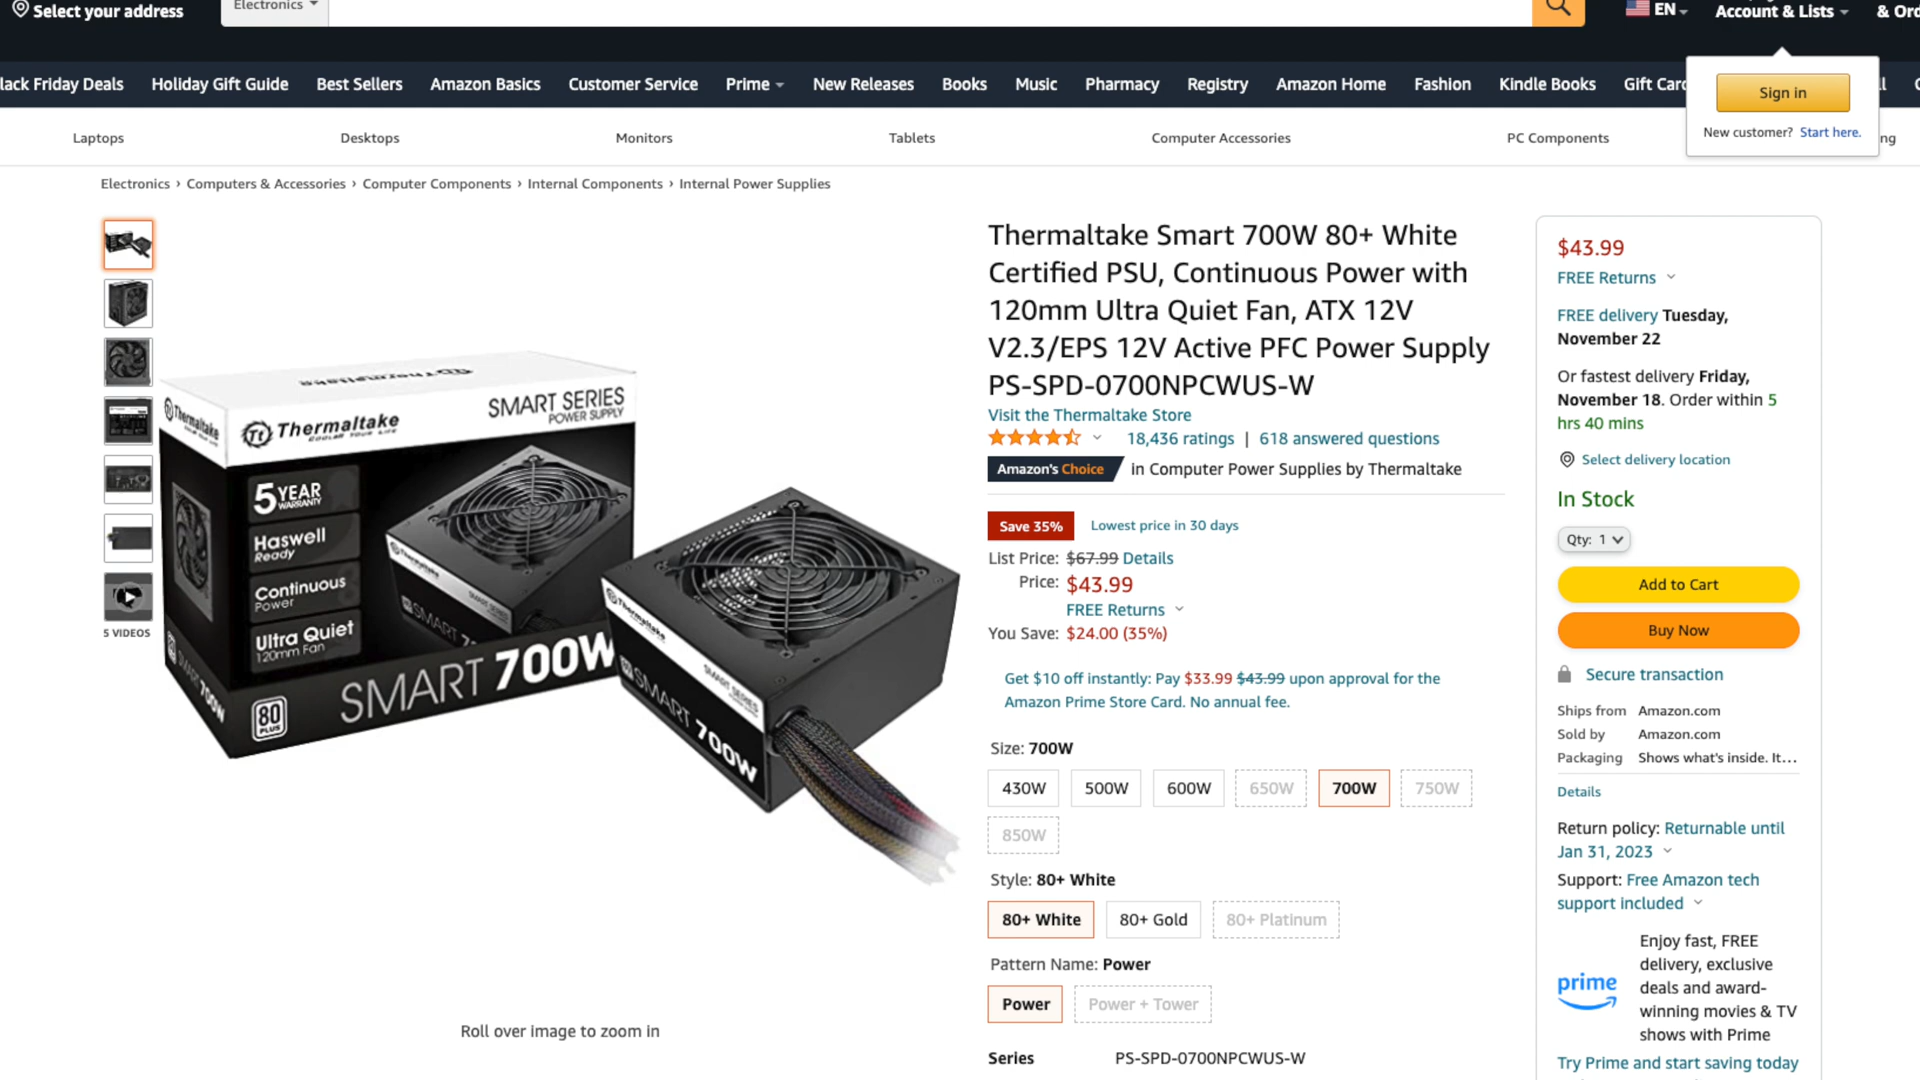 Select your address
Electronics
EN
Account & Lists
& Ord
lack Friday Deals
Holiday Gift Guide
Best Sellers
Amazon Basics
Customer Service
Prime
New Releases
Books
Music
Pharmacy
Registry
Amazon Home
Fashion
Kindle Books
Gift Card
Sign in
New customer? Start here.
Laptops
Desktops
Monitors
Tablets
Computer Accessories
PC Components
ng
Electronics › Computers & Accessories › Computer Components › Internal Components › Internal Power Supplies
5 VIDEOS
Thermaltake
Thermaltake
COOLER YOUR LIFE
SMART SERIES
POWER SUPPLY
5 YEAR
WARRANTY
Haswell
Ready
Continuous
Power
Ultra Quiet
120mm Fan
SMART 700W
80
PLUS
SMART 700W
Thermaltake
SMART SERIES
SMART 700W
Roll over image to zoom in
Thermaltake Smart 700W 80+ White
Certified PSU, Continuous Power with
120mm Ultra Quiet Fan, ATX 12V
V2.3/EPS 12V Active PFC Power Supply
PS-SPD-0700NPCWUS-W
Visit the Thermaltake Store
18,436 ratings | 618 answered questions
Amazon's Choice in Computer Power Supplies by Thermaltake
Save 35% Lowest price in 30 days
List Price: $67.99 Details
Price: $43.99
FREE Returns
You Save: $24.00 (35%)
Get $10 off instantly: Pay $33.99 $43.99 upon approval for the
Amazon Prime Store Card. No annual fee.
Size: 700W
430W 500W 600W 650W 700W 750W
850W
Style: 80+ White
80+ White 80+ Gold 80+ Platinum
Pattern Name: Power
Power Power + Tower
Series PS-SPD-0700NPCWUS-W
$43.99
FREE Returns
FREE delivery Tuesday,
November 22
Or fastest delivery Friday,
November 18. Order within 5
hrs 40 mins
Select delivery location
In Stock
Qty: 1
Add to Cart
Buy Now
Secure transaction
Ships from Amazon.com
Sold by Amazon.com
Packaging Shows what's inside. It…
Details
Return policy: Returnable until
Jan 31, 2023
Support: Free Amazon tech
support included
prime
Enjoy fast, FREE
delivery, exclusive
deals and award-
winning movies & TV
shows with Prime
Try Prime and start saving today